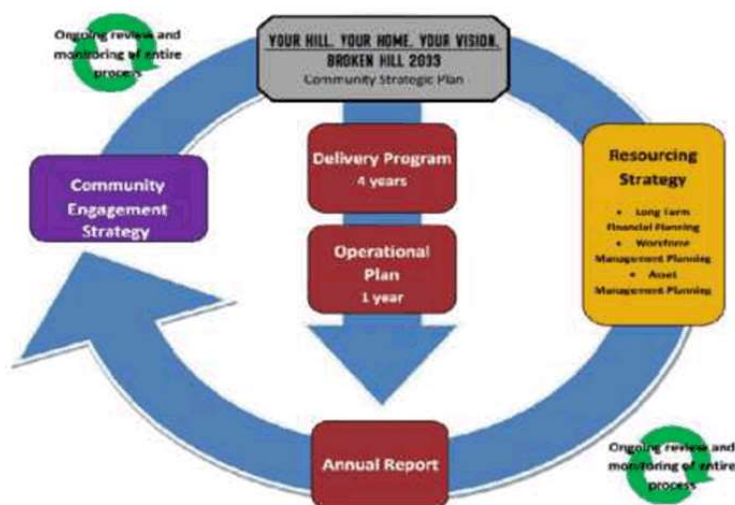 Ongoing review and
monitoring of entire
process
YOUR HILL. YOUR HOME. YOUR VISION.
BROKEN HILL 2033
Community Strategic Plan
Delivery Program
4 years
Operational
Plan
1 year
Community
Engagement
Strategy
Resourcing
Strategy
• Long Term
Financial Planning
• Workforce
Management Planning
• Asset
Management Planning
Annual Report
Ongoing review and
monitoring of entire
process